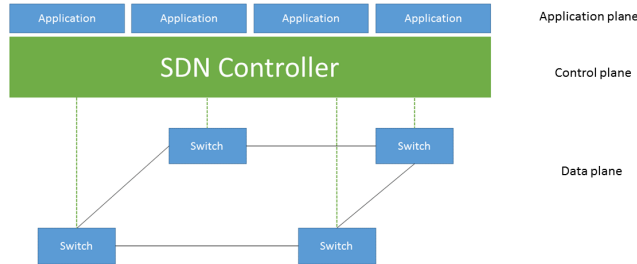 Application
Application
Application
Application
Application plane
SDN Controller
Control plane
Switch
Switch
Data plane
Switch
Switch